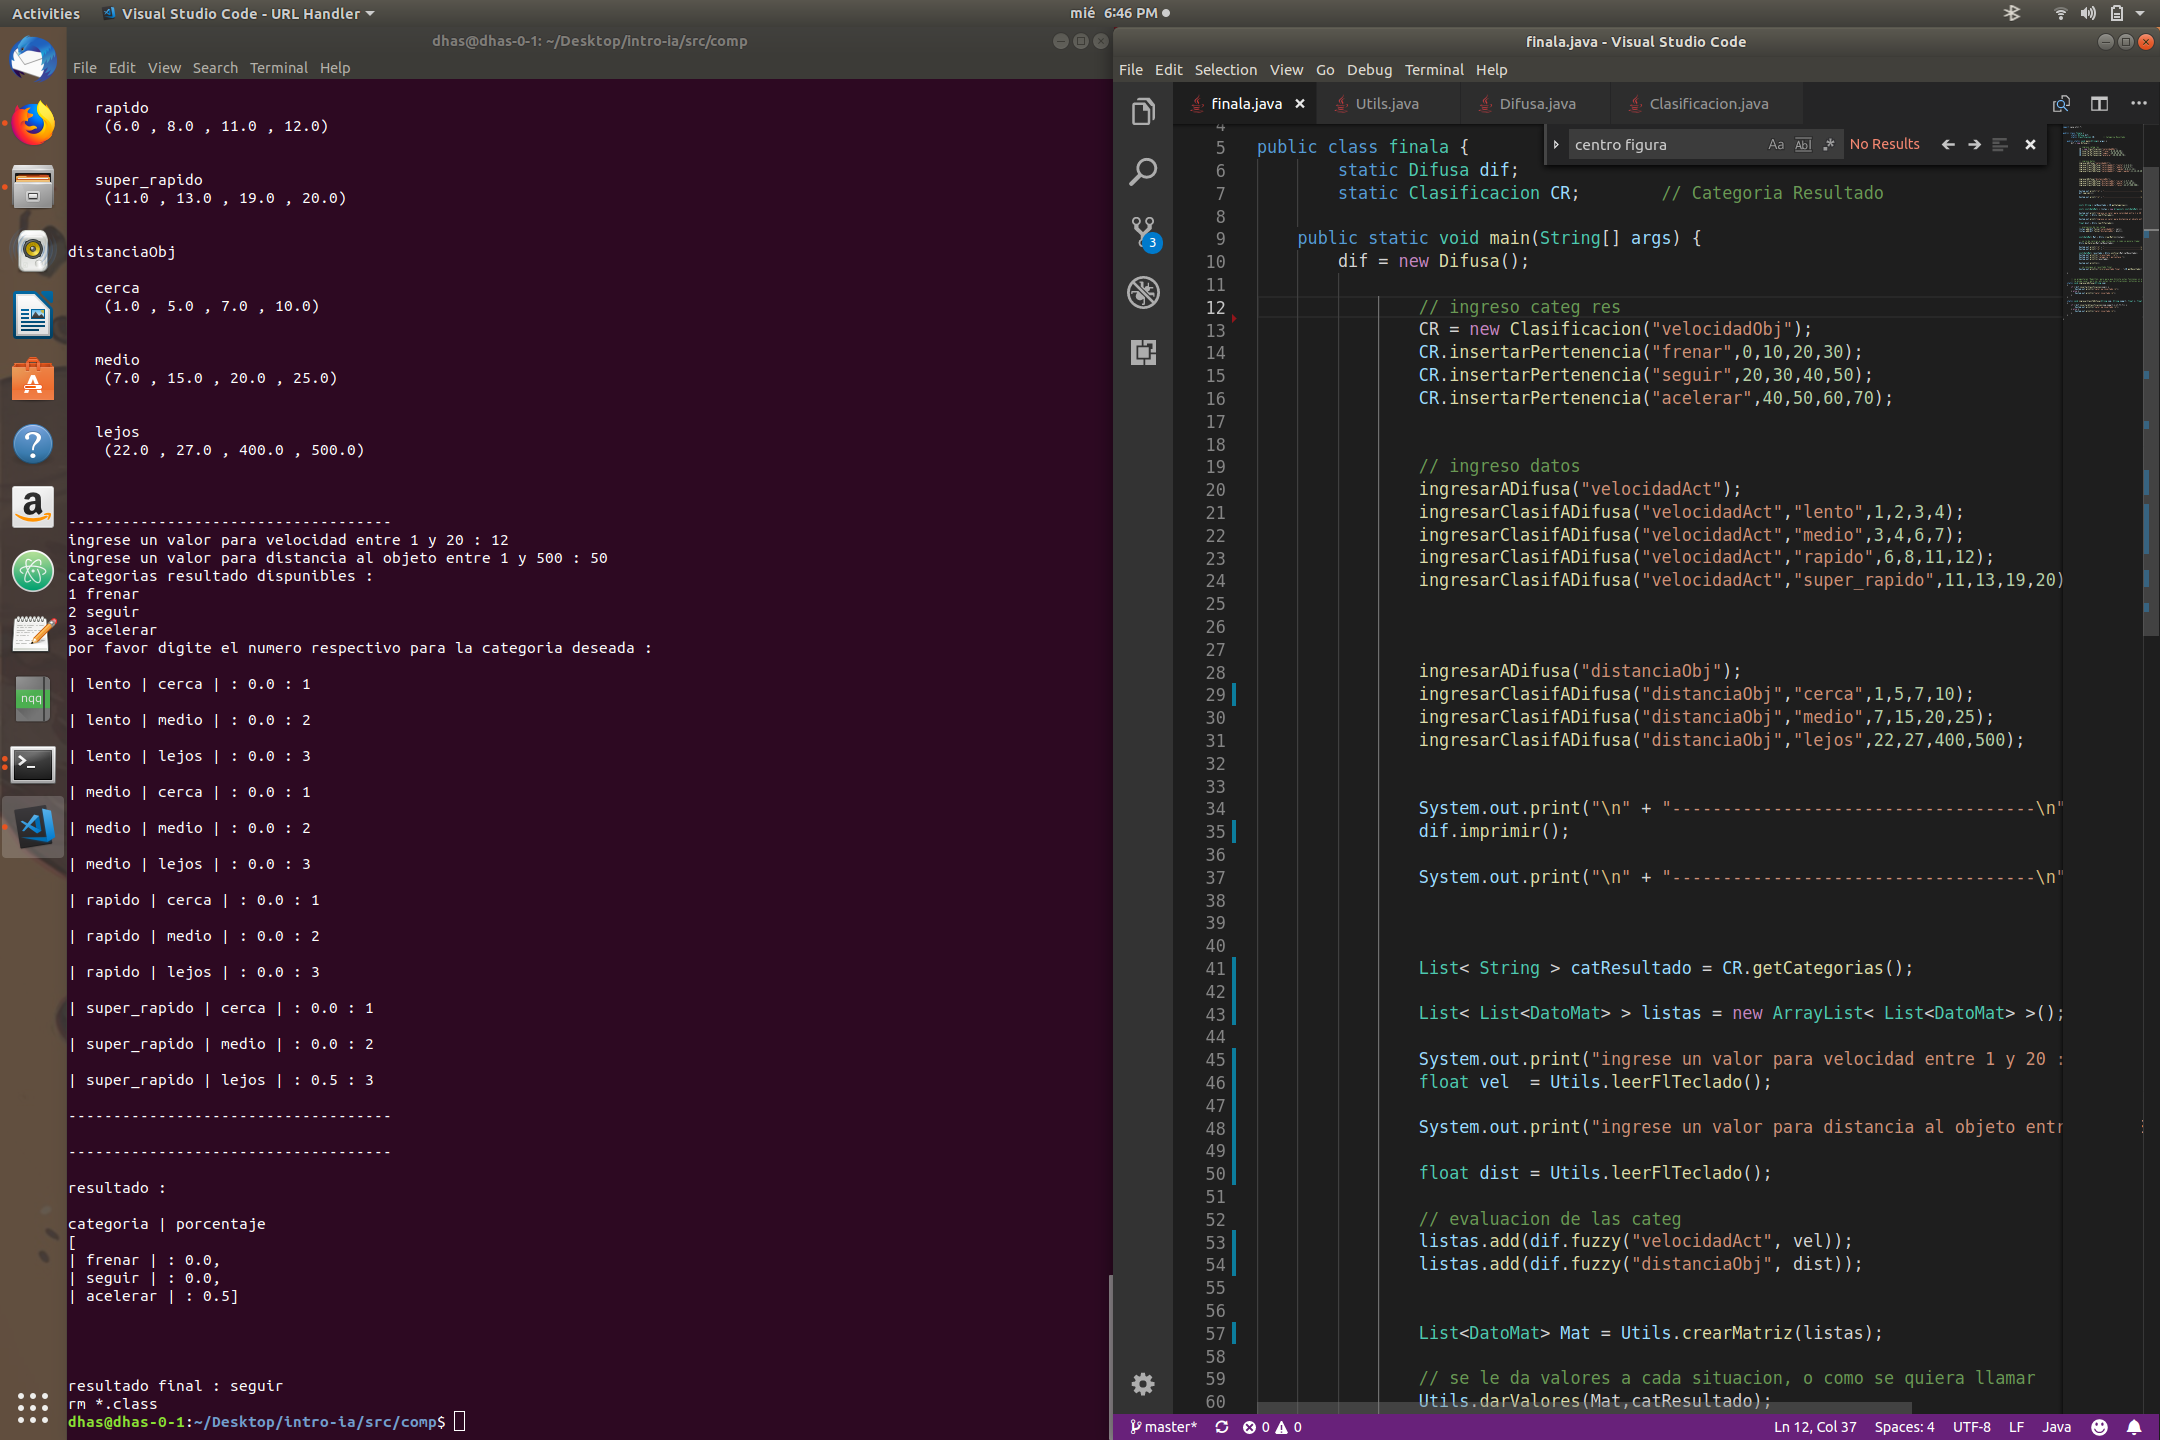 Activities
Visual Studio Code - URL Handler
mié 6:46 PM
dhas@dhas-0-1: ~/Desktop/intro-ia/src/comp
File Edit View Search Terminal Help
rapido
(6.0 , 8.0 , 11.0 , 12.0)
super_rapido
(11.0 , 13.0 , 19.0 , 20.0)
distanciaObj
cerca
(1.0 , 5.0 , 7.0 , 10.0)
medio
(7.0 , 15.0 , 20.0 , 25.0)
lejos
(22.0 , 27.0 , 400.0 , 500.0)
------------------------------------
ingrese un valor para velocidad entre 1 y 20 : 12
ingrese un valor para distancia al objeto entre 1 y 500 : 50
categorias resultado dispunibles :
1 frenar
2 seguir
3 acelerar
por favor digite el numero respectivo para la categoria deseada :
| lento | cerca | : 0.0 : 1
| lento | medio | : 0.0 : 2
| lento | lejos | : 0.0 : 3
| medio | cerca | : 0.0 : 1
| medio | medio | : 0.0 : 2
| medio | lejos | : 0.0 : 3
| rapido | cerca | : 0.0 : 1
| rapido | medio | : 0.0 : 2
| rapido | lejos | : 0.0 : 3
| super_rapido | cerca | : 0.0 : 1
| super_rapido | medio | : 0.0 : 2
| super_rapido | lejos | : 0.5 : 3
------------------------------------
------------------------------------
resultado :
categoria | porcentaje
[
| frenar | : 0.0,
| seguir | : 0.0,
| acelerar | : 0.5]
resultado final : seguir
rm *.class
dhas@dhas-0-1:~/Desktop/intro-ia/src/comp$
finala.java - Visual Studio Code
File Edit Selection View Go Debug Terminal Help
finala.java Utils.java Difusa.java Clasificacion.java
centro figura Aa Abl .* No Results
3
4
5 public class finala {
6 static Difusa dif;
7 static Clasificacion CR; // Categoria Resultado
8
9 public static void main(String[] args) {
10 dif = new Difusa();
11
12 // ingreso categ res
13 CR = new Clasificacion("velocidadObj");
14 CR.insertarPertenencia("frenar",0,10,20,30);
15 CR.insertarPertenencia("seguir",20,30,40,50);
16 CR.insertarPertenencia("acelerar",40,50,60,70);
17
18
19 // ingreso datos
20 ingresarADifusa("velocidadAct");
21 ingresarClasifADifusa("velocidadAct","lento",1,2,3,4);
22 ingresarClasifADifusa("velocidadAct","medio",3,4,6,7);
23 ingresarClasifADifusa("velocidadAct","rapido",6,8,11,12);
24 ingresarClasifADifusa("velocidadAct","super_rapido",11,13,19,20)
25
26
27
28 ingresarADifusa("distanciaObj");
29 ingresarClasifADifusa("distanciaObj","cerca",1,5,7,10);
30 ingresarClasifADifusa("distanciaObj","medio",7,15,20,25);
31 ingresarClasifADifusa("distanciaObj","lejos",22,27,400,500);
32
33
34 System.out.print("\n" + "------------------------------------\n"
35 dif.imprimir();
36
37 System.out.print("\n" + "------------------------------------\n"
38
39
40
41 List< String > catResultado = CR.getCategorias();
42
43 List< List<DatoMat> > listas = new ArrayList< List<DatoMat> >();
44
45 System.out.print("ingrese un valor para velocidad entre 1 y 20 :
46 float vel = Utils.leerFlTeclado();
47
48 System.out.print("ingrese un valor para distancia al objeto entr
49
50 float dist = Utils.leerFlTeclado();
51
52 // evaluacion de las categ
53 listas.add(dif.fuzzy("velocidadAct", vel));
54 listas.add(dif.fuzzy("distanciaObj", dist));
55
56
57 List<DatoMat> Mat = Utils.crearMatriz(listas);
58
59 // se le da valores a cada situacion, o como se quiera llamar
60 Utils.darValores(Mat,catResultado);
master* 0 0
Ln 12, Col 37 Spaces: 4 UTF-8 LF Java